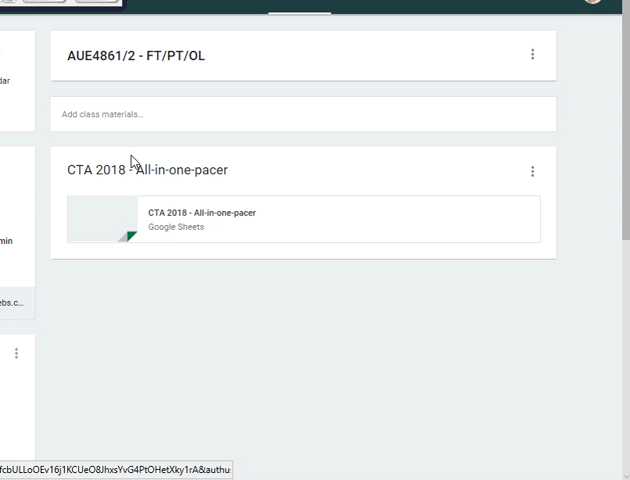 AUE4861/2 - FT/PT/OL
dar
Add class materials...
CTA 2018 - All-in-one-pacer
CTA 2018 - All-in-one-pacer
Google Sheets
min
ebs.c...
fcbULLoOEv16j1KCUeO8JhxsYvG4PtOHetXky1rA&authu: